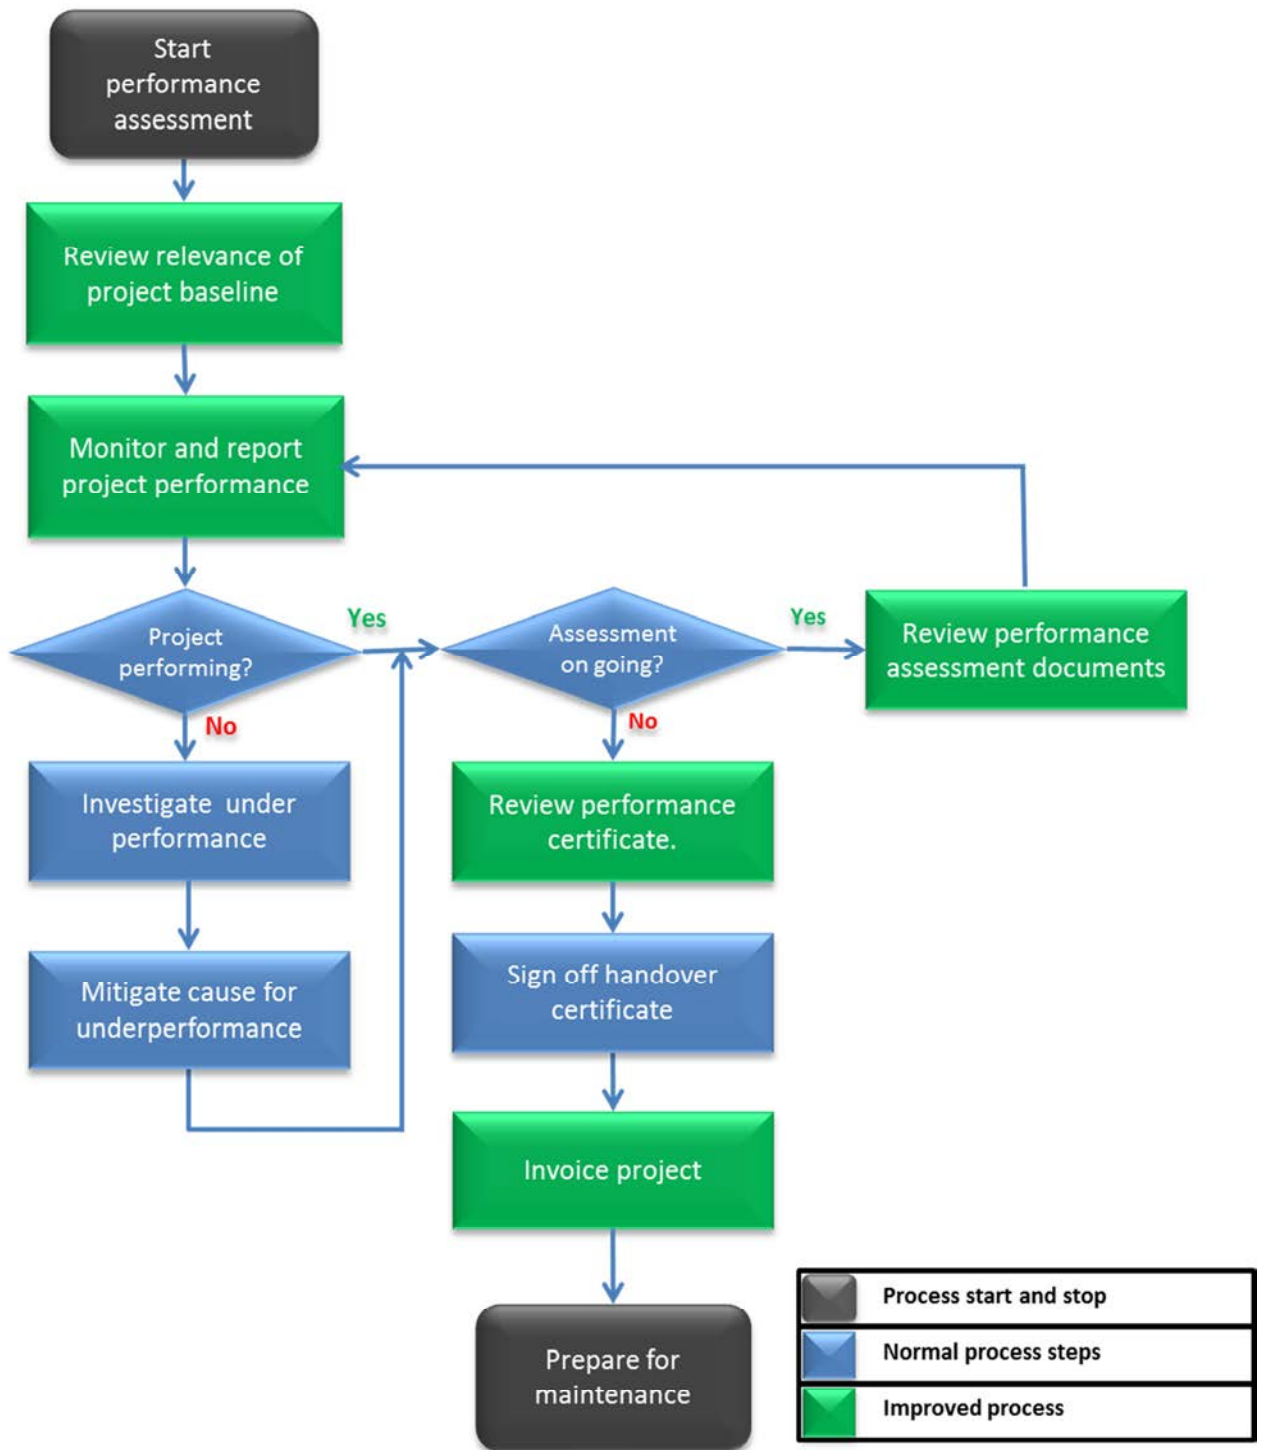 Start
performance
assessment
Review relevance of
project baseline
Monitor and report
project performance
Project
performing?
Yes
No
Assessment
on going?
Yes
No
Review performance
assessment documents
Investigate under
performance
Mitigate cause for
underperformance
Review performance
certificate.
Sign off handover
certificate
Invoice project
Prepare for
maintenance
Process start and stop
Normal process steps
Improved process